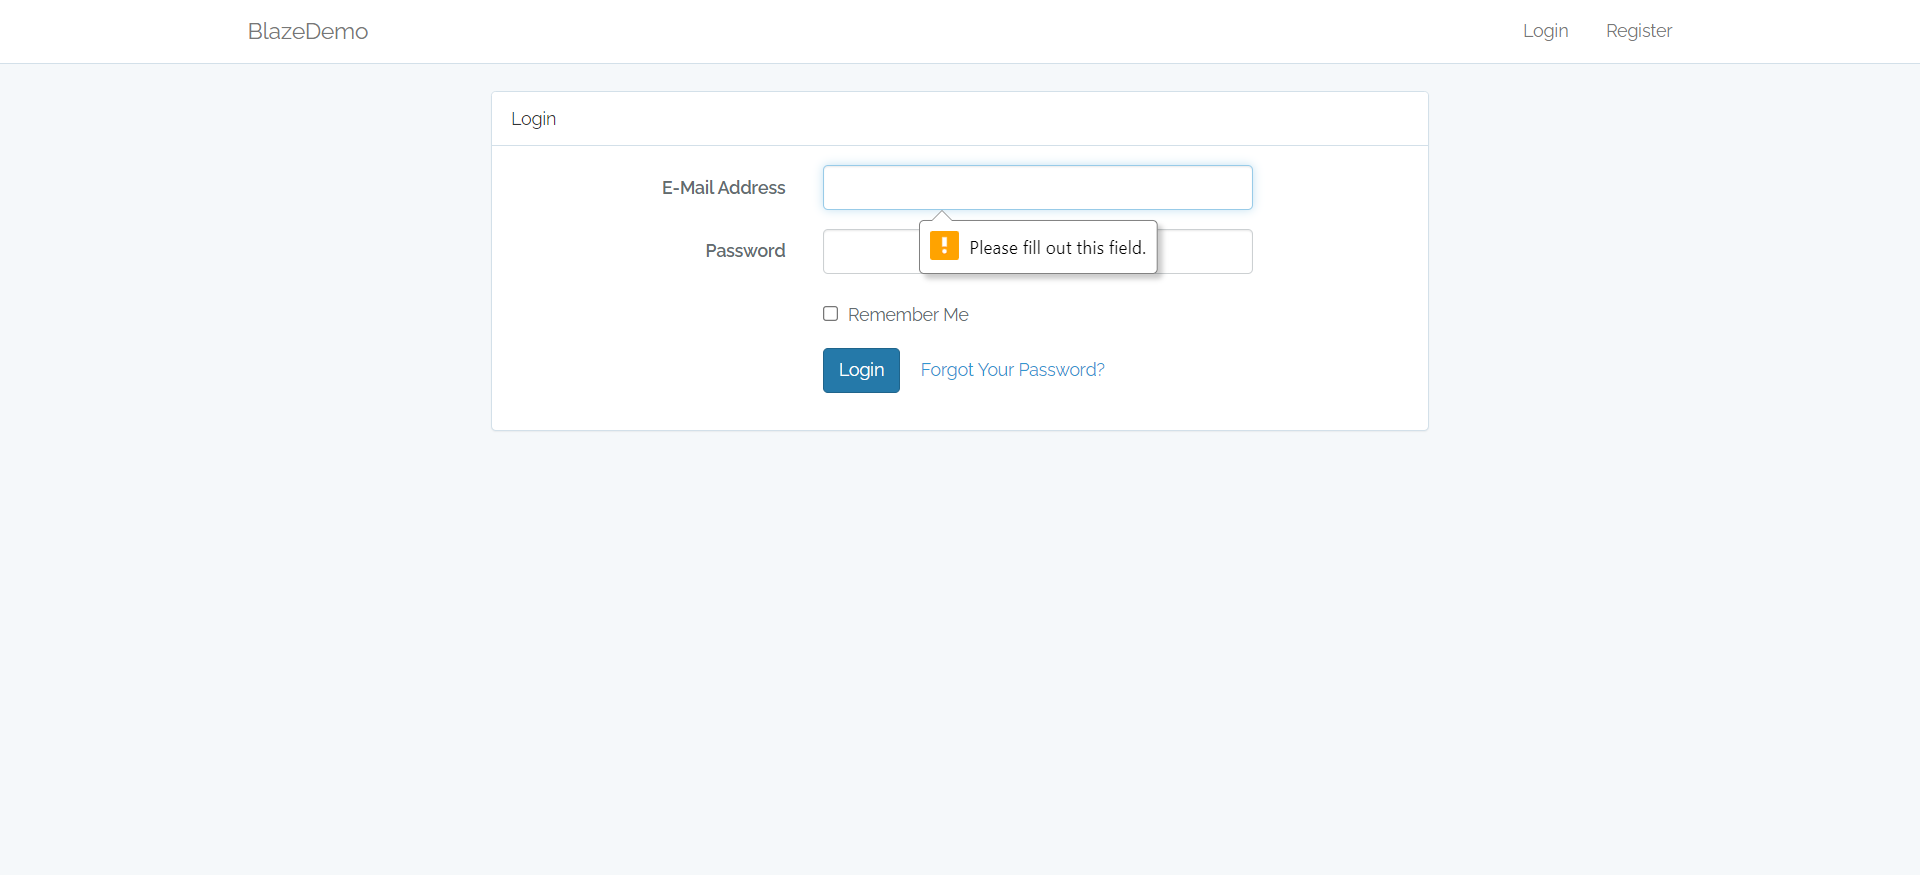 BlazeDemo Login Register
Login
E-Mail Address
Please fill out this field.
Password
Remember Me
Login Forgot Your Password?